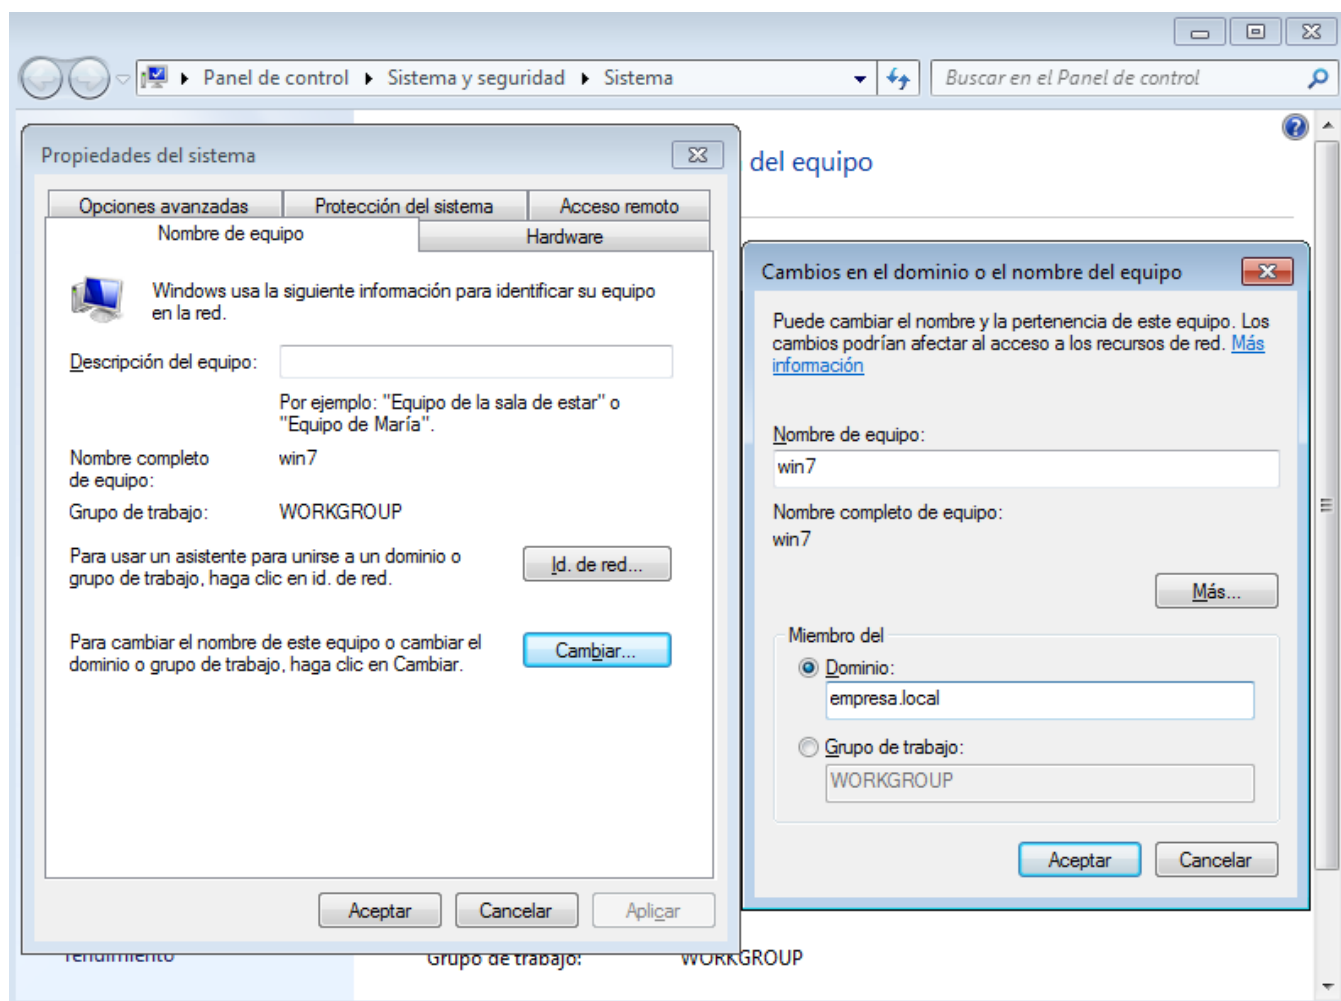 Panel de control ▸ Sistema y seguridad ▸ Sistema
Buscar en el Panel de control
del equipo
Propiedades del sistema
Opciones avanzadas
Protección del sistema
Acceso remoto
Nombre de equipo
Hardware
Windows usa la siguiente información para identificar su equipo
en la red.
Descripción del equipo:
Por ejemplo: "Equipo de la sala de estar" o
"Equipo de María".
Nombre completo
de equipo:
win7
Grupo de trabajo:
WORKGROUP
Para usar un asistente para unirse a un dominio o
grupo de trabajo, haga clic en id. de red.
Id. de red...
Para cambiar el nombre de este equipo o cambiar el
dominio o grupo de trabajo, haga clic en Cambiar.
Cambiar...
Aceptar
Cancelar
Aplicar
Cambios en el dominio o el nombre del equipo
Puede cambiar el nombre y la pertenencia de este equipo. Los
cambios podrían afectar al acceso a los recursos de red. Más
información
Nombre de equipo:
win7
Nombre completo de equipo:
win7
Más...
Miembro del
Dominio:
empresa.local
Grupo de trabajo:
WORKGROUP
Aceptar
Cancelar
rendimiento
Grupo de trabajo:
WORKGROUP